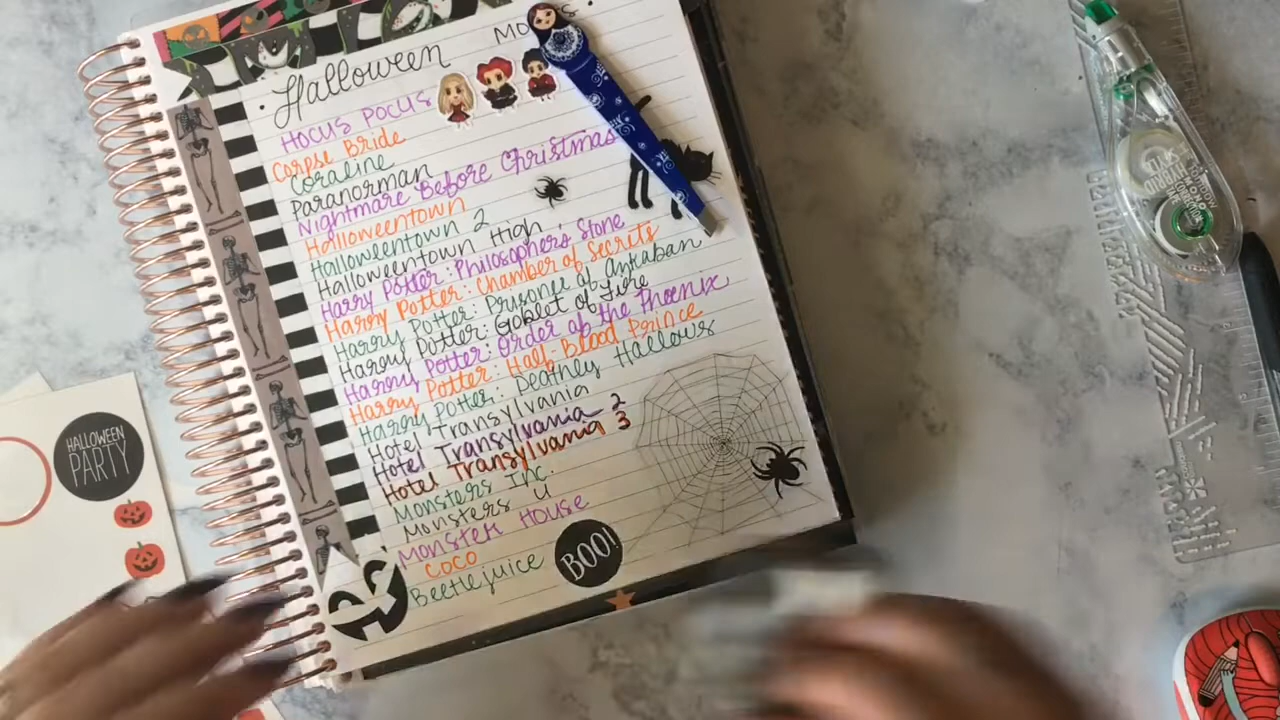 Halloween
HOCUS POCUS
Corpse Bride
Coraline
Paranorman
Nightmare Before Christmas
Halloweentown
Halloweentown 2
Halloweentown High
Harry Potter: Philosopher's Stone
Harry Potter: Chamber of Secrets
Harry Potter: Prisoner of Azkaban
Harry Potter: Goblet of Fire
Harry Potter: Order of the Phoenix
Harry Potter: Half-Blood Prince
Harry Potter: Deathly Hallows
Hotel Transylvania
Hotel Transylvania 2
Hotel Transylvania 3
Monsters Inc.
Monsters U
Monster House
COCO
Beetlejuice
BOO!
HALLOWEEN
PARTY